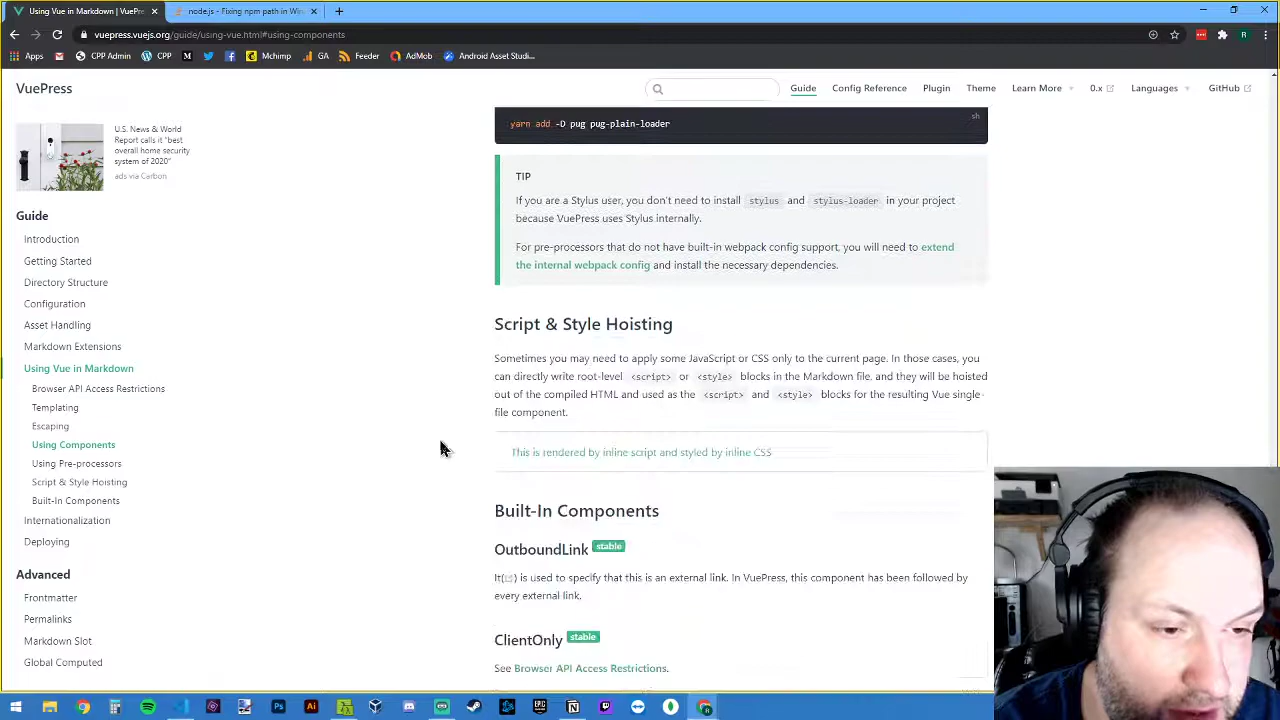 Using Vue in Markdown | VuePre
node.js - Fixing npm path in Win
vuepress.vuejs.org/guide/using-vue.html#using-components
Apps
CPP Admin
CPP
Mchimp
GA
Feeder
AdMob
Android Asset Studi...
VuePress
Guide
Config Reference
Plugin
Theme
Learn More
0.x
Languages
GitHub
U.S. News & World
Report calls it "best
overall home security
system of 2020"
ads via Carbon
Guide
Introduction
Getting Started
Directory Structure
Configuration
Asset Handling
Markdown Extensions
Using Vue in Markdown
Browser API Access Restrictions
Templating
Escaping
Using Components
Using Pre-processors
Script & Style Hoisting
Built-In Components
Internationalization
Deploying
Advanced
Frontmatter
Permalinks
Markdown Slot
Global Computed
sh
yarn add -D pug pug-plain-loader
TIP
If you are a Stylus user, you don't need to install stylus and stylus-loader in your project
because VuePress uses Stylus internally.
For pre-processors that do not have built-in webpack config support, you will need to extend
the internal webpack config and install the necessary dependencies.
Script & Style Hoisting
Sometimes you may need to apply some JavaScript or CSS only to the current page. In those cases, you
can directly write root-level <script> or <style> blocks in the Markdown file, and they will be hoisted
out of the compiled HTML and used as the <script> and <style> blocks for the resulting Vue single-
file component.
This is rendered by inline script and styled by inline CSS
Built-In Components
OutboundLink stable
It( ) is used to specify that this is an external link. In VuePress, this component has been followed by
every external link.
ClientOnly stable
See Browser API Access Restrictions.